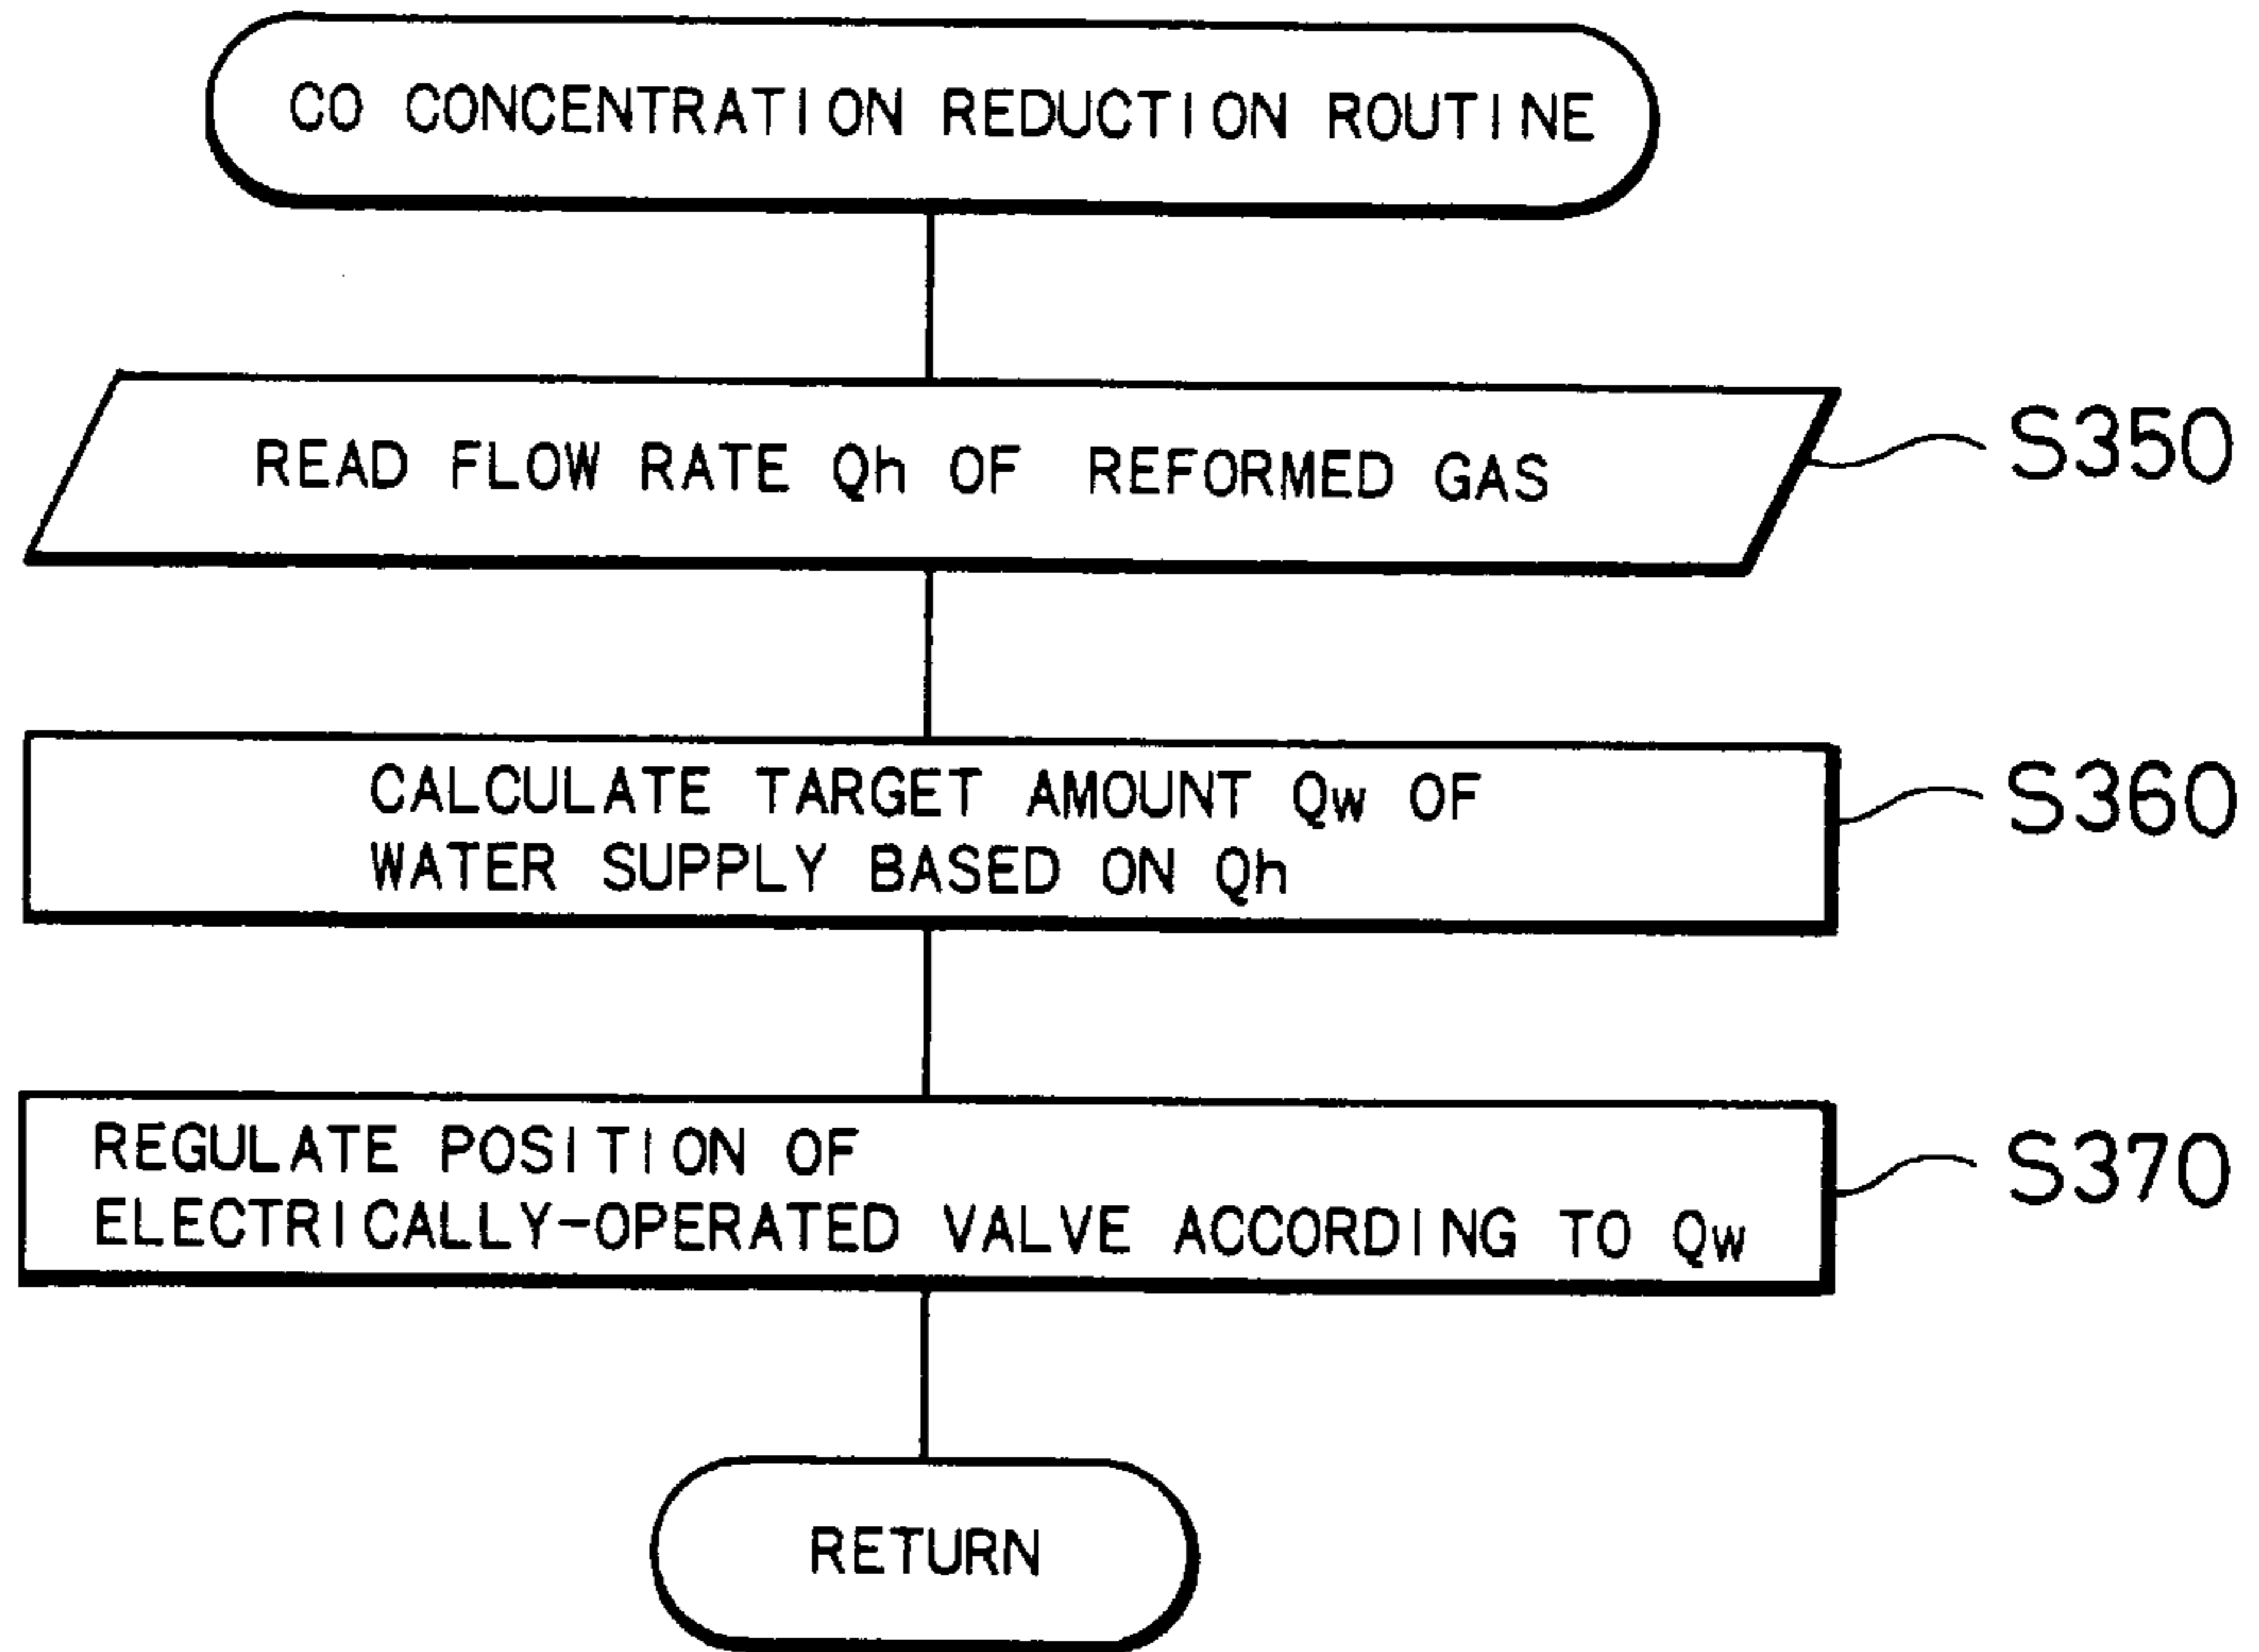 CO CONCENTRATION REDUCTION ROUTINE
READ FLOW RATE Qh OF REFORMED GAS
S350
CALCULATE TARGET AMOUNT Qw OF
WATER SUPPLY BASED ON Qh
S360
REGULATE POSITION OF
ELECTRICALLY-OPERATED VALVE ACCORDING TO Qw
S370
RETURN